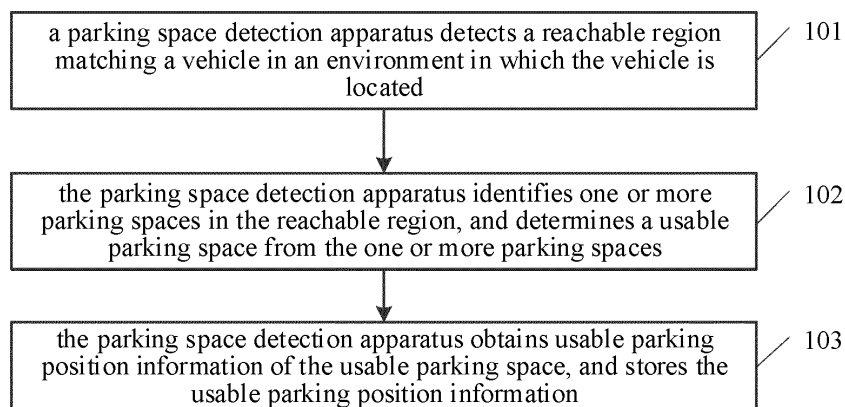 a parking space detection apparatus detects a reachable region
matching a vehicle in an environment in which the vehicle is
located
101
the parking space detection apparatus identifies one or more
parking spaces in the reachable region, and determines a usable
parking space from the one or more parking spaces
102
the parking space detection apparatus obtains usable parking
position information of the usable parking space, and stores the
usable parking position information
103